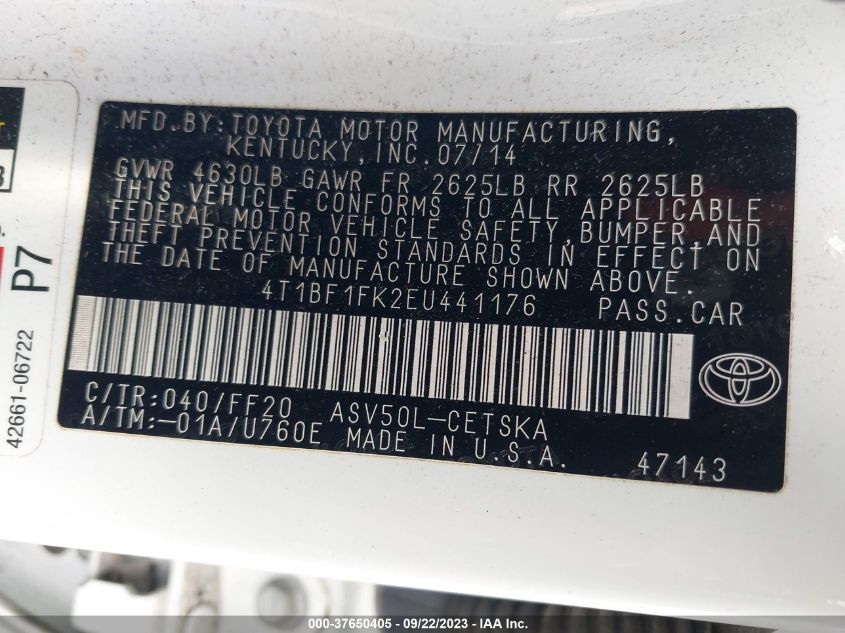 MFD.BY:TOYOTA MOTOR MANUFACTURING,
KENTUCKY,INC.07/14
GVWR 4630LB GAWR FR 2625LB RR 2625LB
THIS VEHICLE CONFORMS TO ALL APPLICABLE
FEDERAL MOTOR VEHICLE SAFETY,BUMPER,AND
THEFT PREVENTION STANDARDS IN EFFECT ON
THE DATE OF MANUFACTURE SHOWN ABOVE.
4T1BF1FK2EU441176 PASS.CAR
C/TR:040/FF20 ASV50L-CETSKA
A/TM:-01A/U760E MADE IN U.S.A. 47143
P7
42661-06722
000-37650405 - 09/22/2023 - IAA Inc.